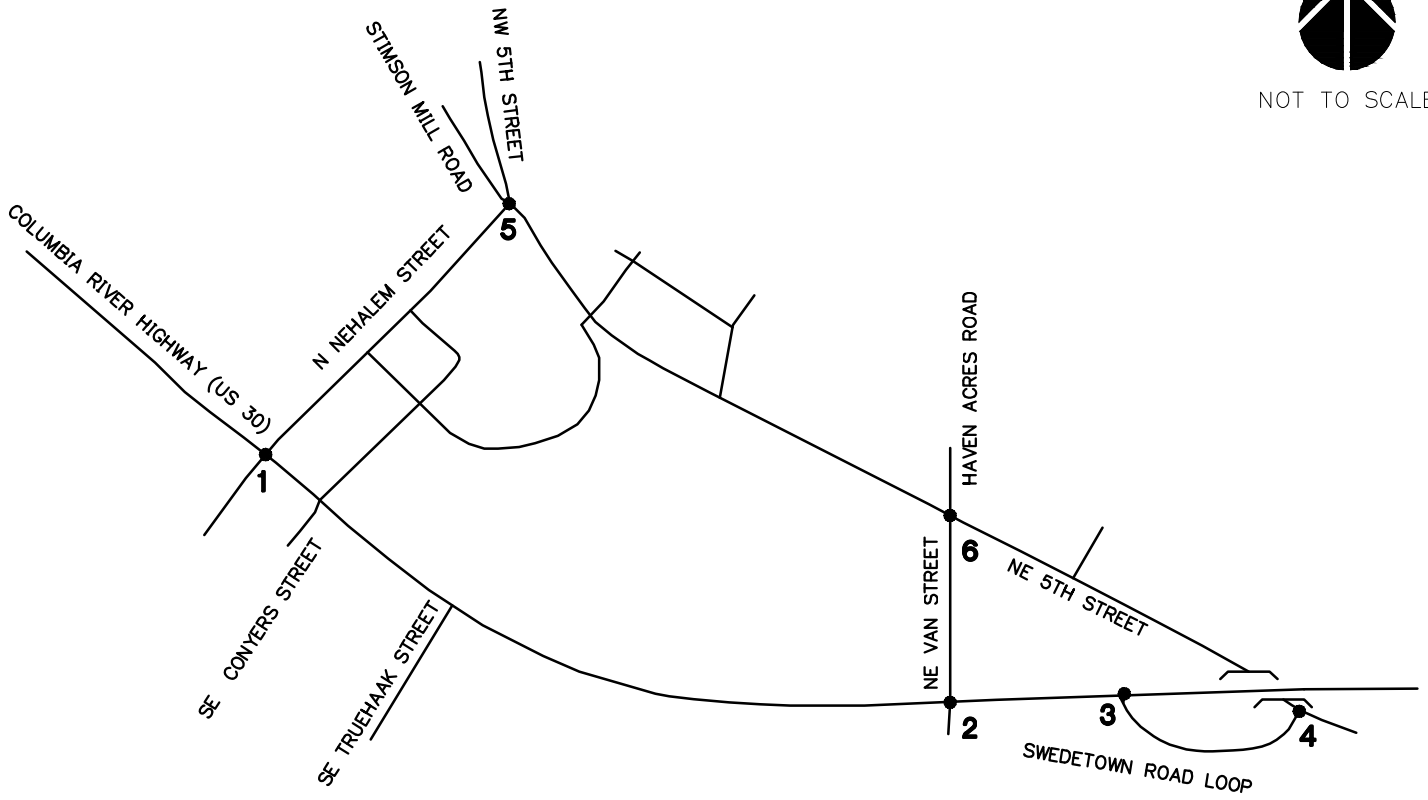 NW 5TH STREET
STIMSON MILL ROAD
NOT TO SCALE
COLUMBIA RIVER HIGHWAY (US 30)
N NEHALEM STREET
5
1
HAVEN ACRES ROAD
6
NE 5TH STREET
NE VAN STREET
SE CONYERS STREET
SE TRUEHAAK STREET
2
3
4
SWEDETOWN ROAD LOOP